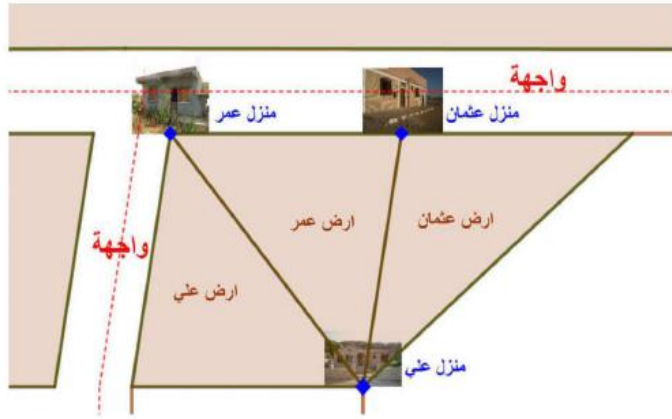 واجهة
منزل عثمان
منزل عمر
ارض عثمان
ارض عمر
واجهة
ارض علي
منزل علي